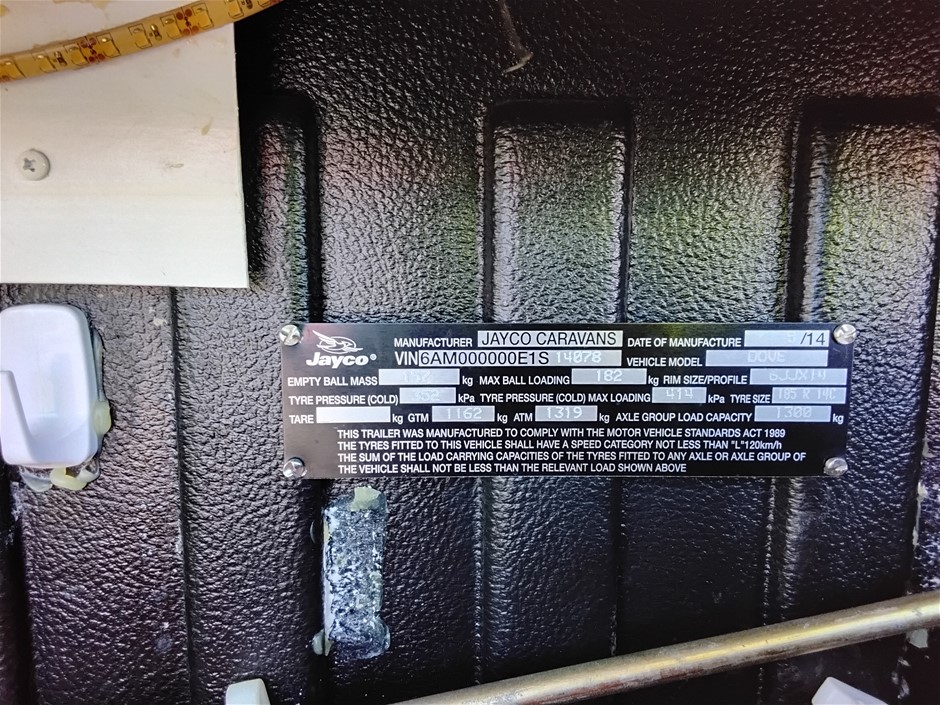 Jayco®
MANUFACTURER JAYCO CARAVANS DATE OF MANUFACTURE /14
VIN 6AM000000E1S 14078 VEHICLE MODEL DOVE
EMPTY BALL MASS kg MAX BALL LOADING 182 kg RIM SIZE/PROFILE
TYRE PRESSURE (COLD) 352 kPa TYRE PRESSURE (COLD) MAX LOADING 414 kPa TYRE SIZE 185 R 14C
TARE kg GTM 1162 kg ATM 1319 kg AXLE GROUP LOAD CAPACITY 1300 kg
THIS TRAILER WAS MANUFACTURED TO COMPLY WITH THE MOTOR VEHICLE STANDARDS ACT 1989
THE TYRES FITTED TO THIS VEHICLE SHALL HAVE A SPEED CATEGORY NOT LESS THAN "L"120km/h
THE SUM OF THE LOAD CARRYING CAPACITIES OF THE TYRES FITTED TO ANY AXLE OR AXLE GROUP OF
THE VEHICLE SHALL NOT BE LESS THAN THE RELEVANT LOAD SHOWN ABOVE